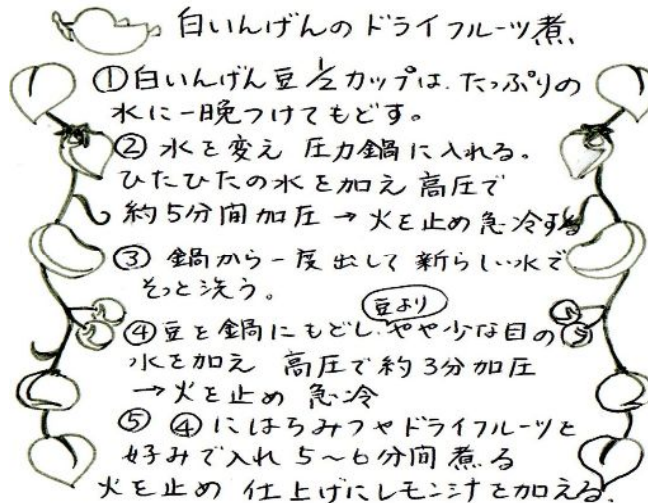 白いんげんのドライフルーツ煮
①白いんげん豆1/2カップは、たっぷりの
水に一晩つけてもどす。
② 水を変え 圧力鍋に入れる。
ひたひたの水を加え 高圧で
約5分間加圧 → 火を止め 急冷する
③ 鍋から一度出して 新らしい水で
そっと洗う。
豆より
④豆を鍋にもどし、やや少な目の
水を加え 高圧で約3分加圧
→ 火を止め 急冷
⑤ ④にはちみつやドライフルーツを
好みで入れ 5〜6分間煮る
火を止め 仕上げにレモン汁を加える。